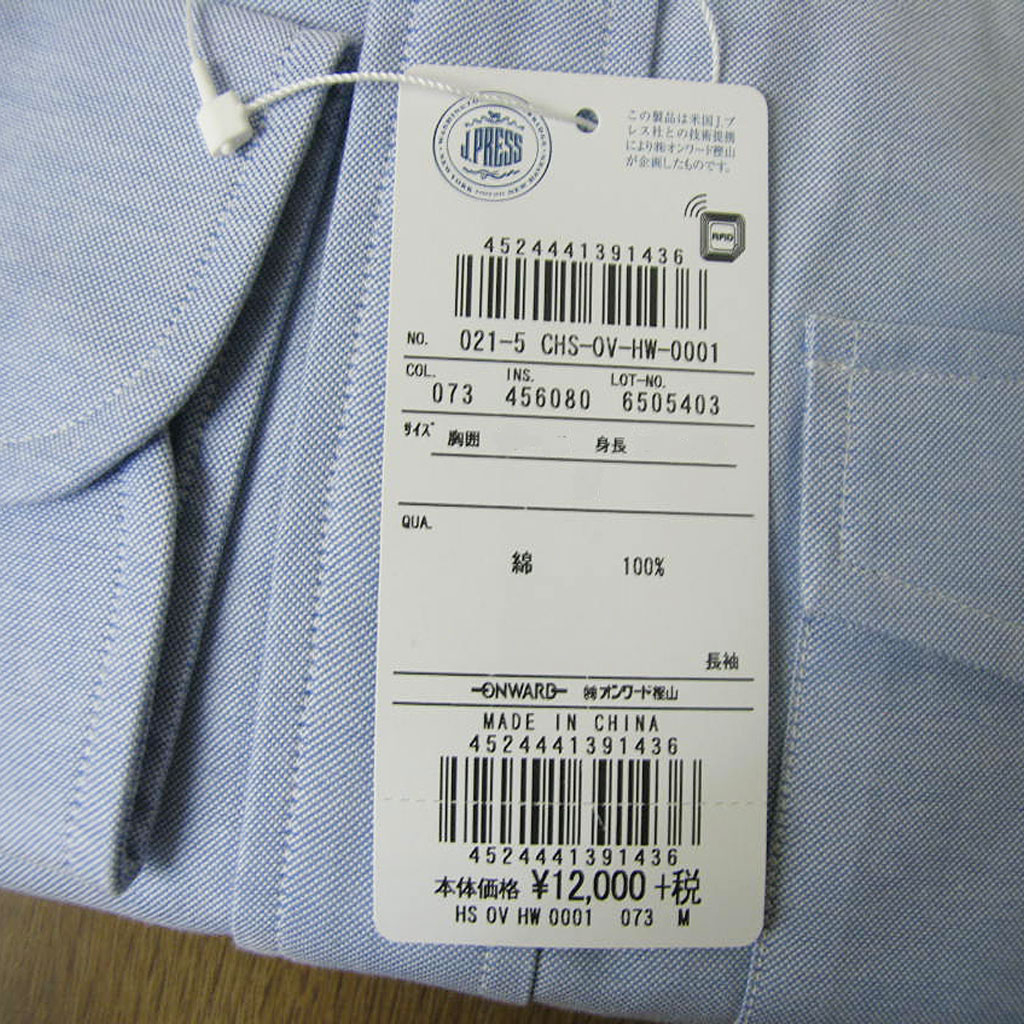 J.PRESS
NEW YORK
この製品は米国J.プ
レス社との技術提携
により㈱オンワード樫山
が企画したものです。
RFID
4524441391436
NO. 021-5 CHS-OV-HW-0001
COL. INS. LOT-NO.
073 456080 6505403
サイズ 胸囲 身長
QUA.
綿 100%
長袖
ONWARD ㈱オンワード樫山
MADE IN CHINA
4524441391436
4524441391436
本体価格 ¥12,000 +税
HS OV HW 0001 073 M